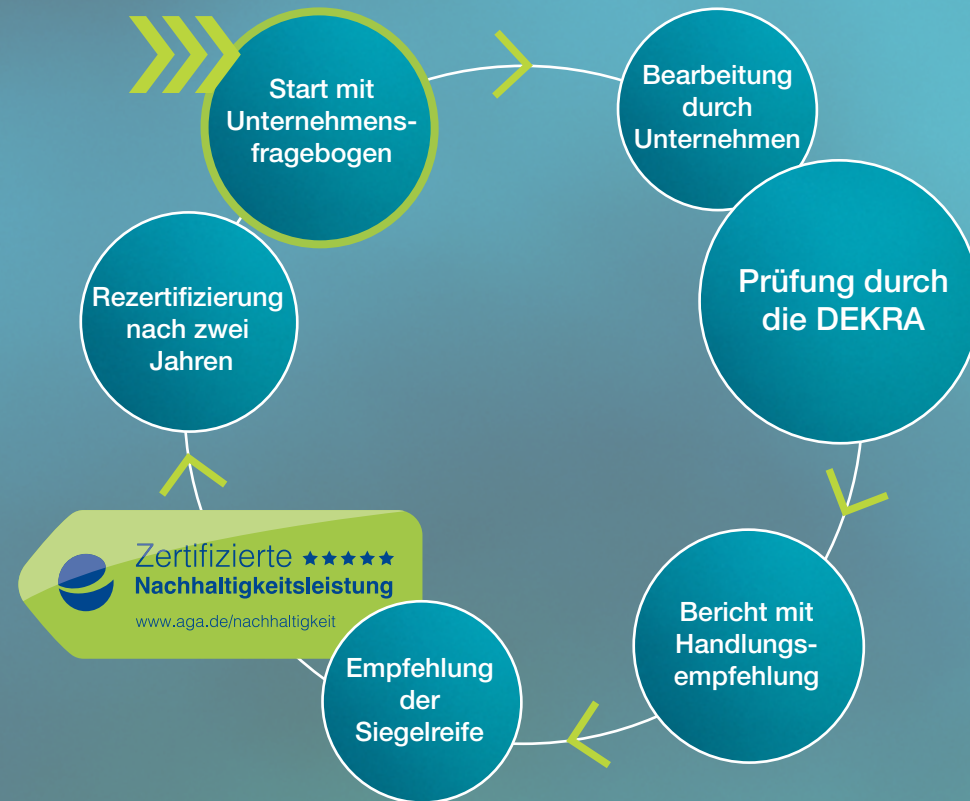 Start mit
Unternehmens-
fragebogen
Bearbeitung
durch
Unternehmen
Prüfung durch
die DEKRA
Bericht mit
Handlungs-
empfehlung
Empfehlung
der
Siegelreife
Zertifizierte ★★★★★
Nachhaltigkeitsleistung
www.aga.de/nachhaltigkeit
Rezertifizierung
nach zwei
Jahren